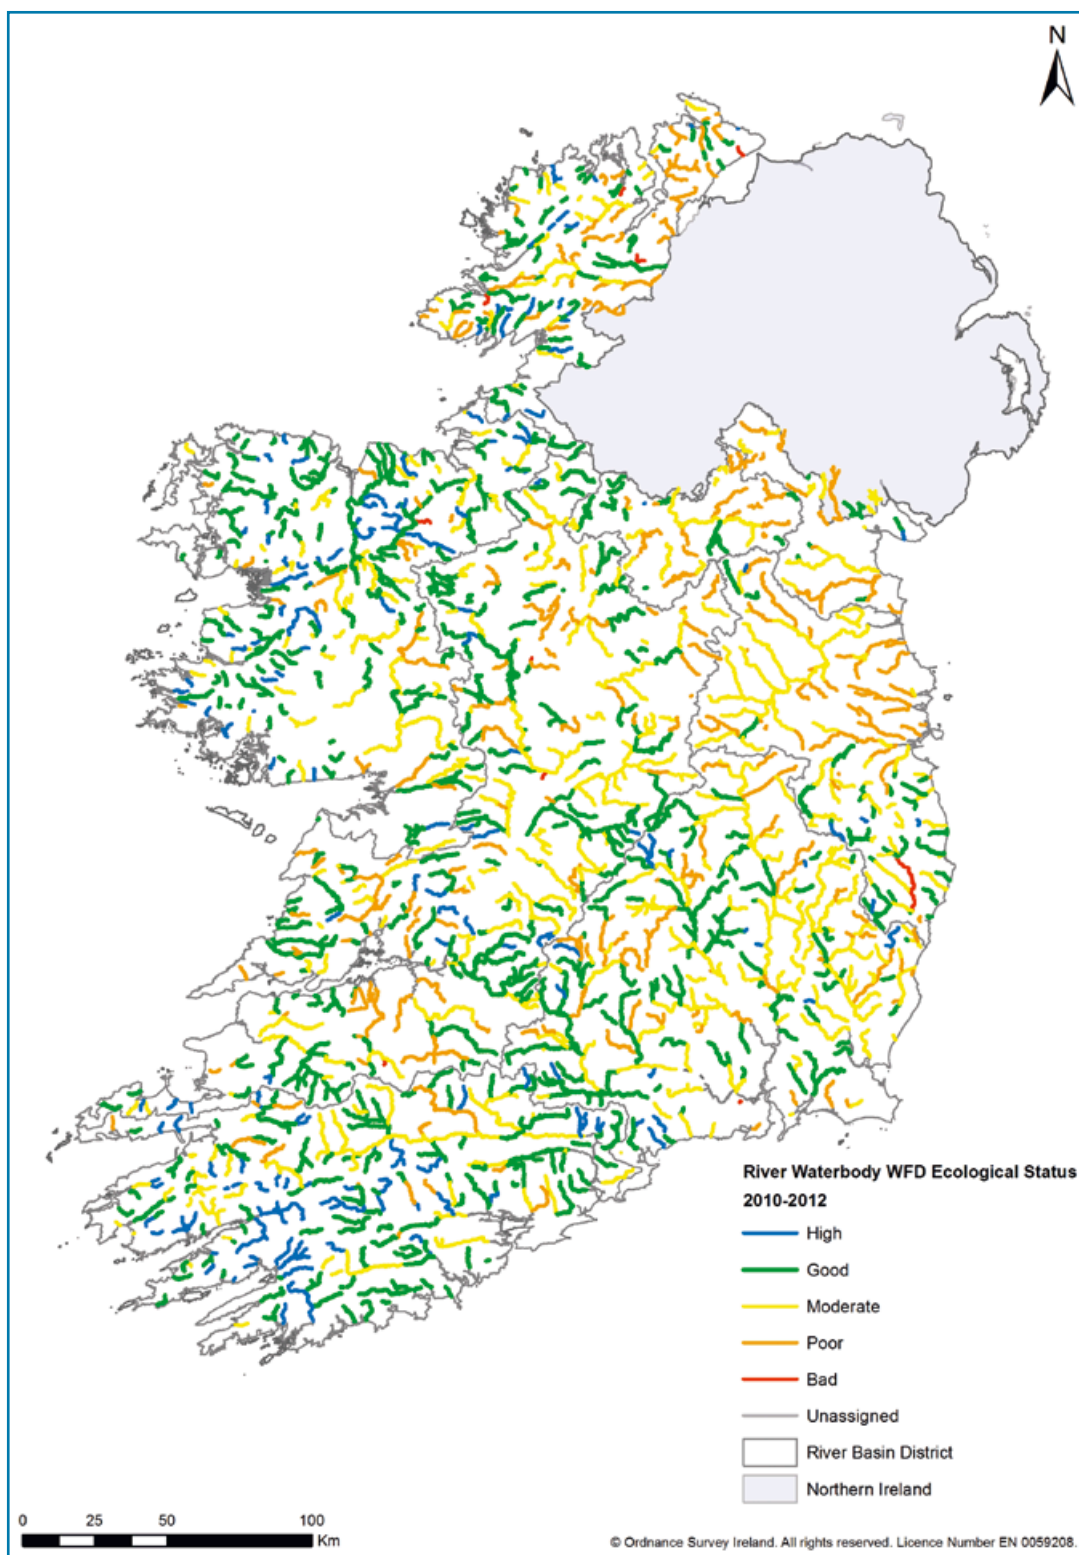 N
River Waterbody WFD Ecological Status
2010-2012
High
Good
Moderate
Poor
Bad
Unassigned
River Basin District
Northern Ireland
0 25 50 100
Km
© Ordnance Survey Ireland. All rights reserved. Licence Number EN 0059208.